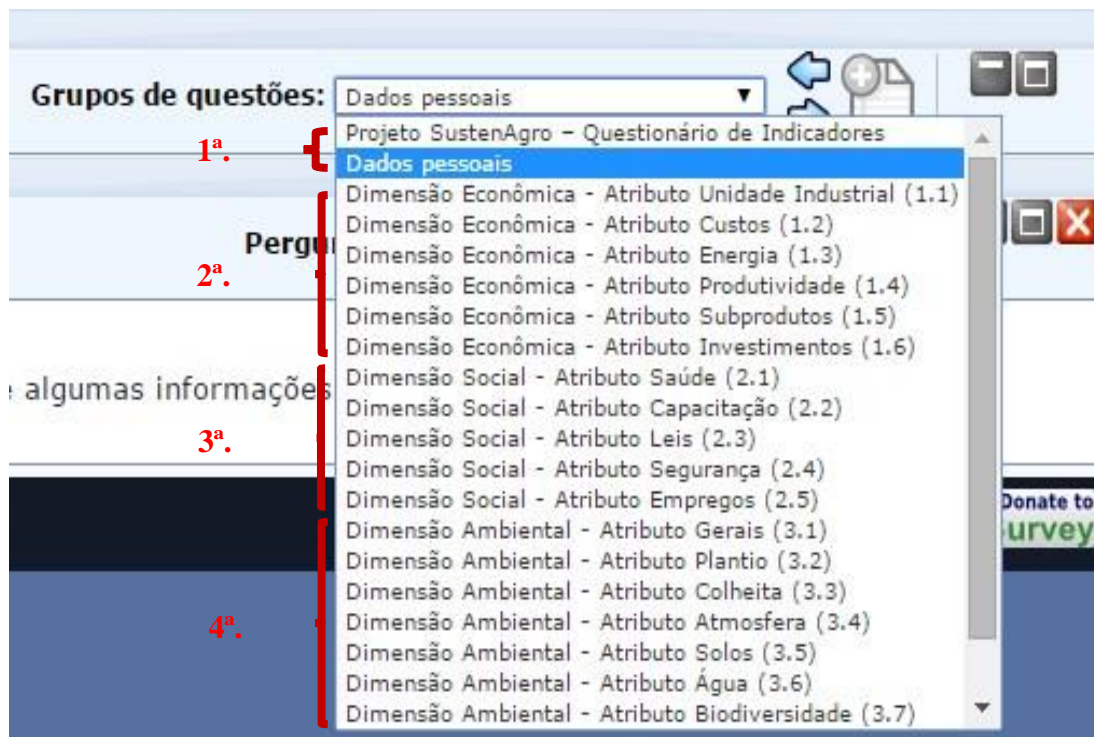 Grupos de questões: Dados pessoais
1ª.
Projeto SustenAgro – Questionário de Indicadores
Dados pessoais
2ª.
Dimensão Econômica - Atributo Unidade Industrial (1.1)
Dimensão Econômica - Atributo Custos (1.2)
Dimensão Econômica - Atributo Energia (1.3)
Dimensão Econômica - Atributo Produtividade (1.4)
Dimensão Econômica - Atributo Subprodutos (1.5)
Dimensão Econômica - Atributo Investimentos (1.6)
algumas informações
3ª.
Dimensão Social - Atributo Saúde (2.1)
Dimensão Social - Atributo Capacitação (2.2)
Dimensão Social - Atributo Leis (2.3)
Dimensão Social - Atributo Segurança (2.4)
Dimensão Social - Atributo Empregos (2.5)
Donate to
4ª.
Dimensão Ambiental - Atributo Gerais (3.1)
Dimensão Ambiental - Atributo Plantio (3.2)
Dimensão Ambiental - Atributo Colheita (3.3)
Dimensão Ambiental - Atributo Atmosfera (3.4)
Dimensão Ambiental - Atributo Solos (3.5)
Dimensão Ambiental - Atributo Água (3.6)
Dimensão Ambiental - Atributo Biodiversidade (3.7)